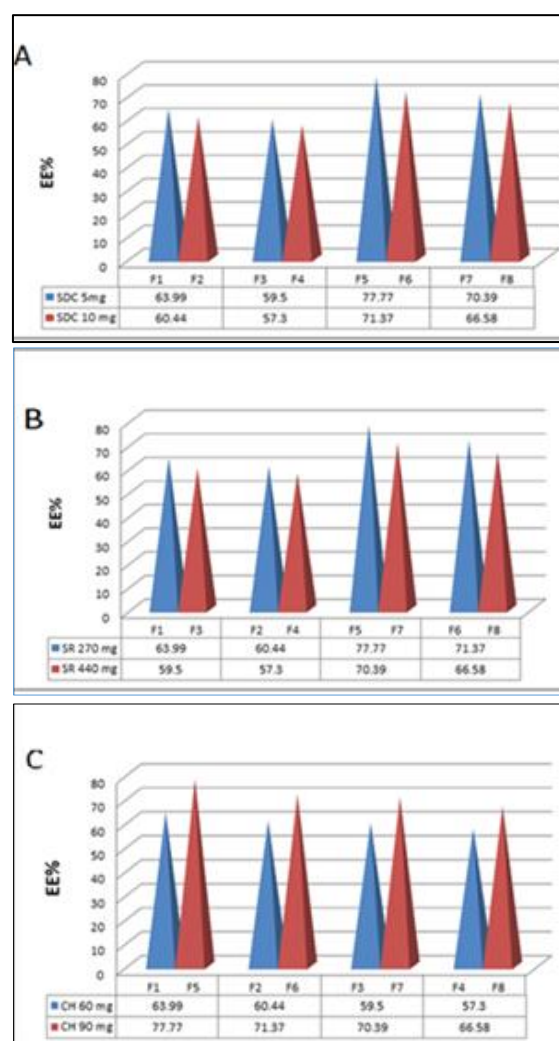 A
EE%
80
70
60
50
40
30
20
10
0
F1 F2 F3 F4 F5 F6 F7 F8
SDC 5mg 63.99 59.5 77.77 70.39
SDC 10 mg 60.44 57.3 71.37 66.58
B
EE%
80
70
60
50
40
30
20
10
0
F1 F3 F2 F4 F5 F7 F6 F8
SR 270 mg 63.99 60.44 77.77 71.37
SR 440 mg 59.5 57.3 70.39 66.58
C
EE%
80
70
60
50
40
30
20
10
0
F1 F5 F2 F6 F3 F7 F4 F8
CH 60 mg 63.99 60.44 59.5 57.3
CH 90 mg 77.77 71.37 70.39 66.58